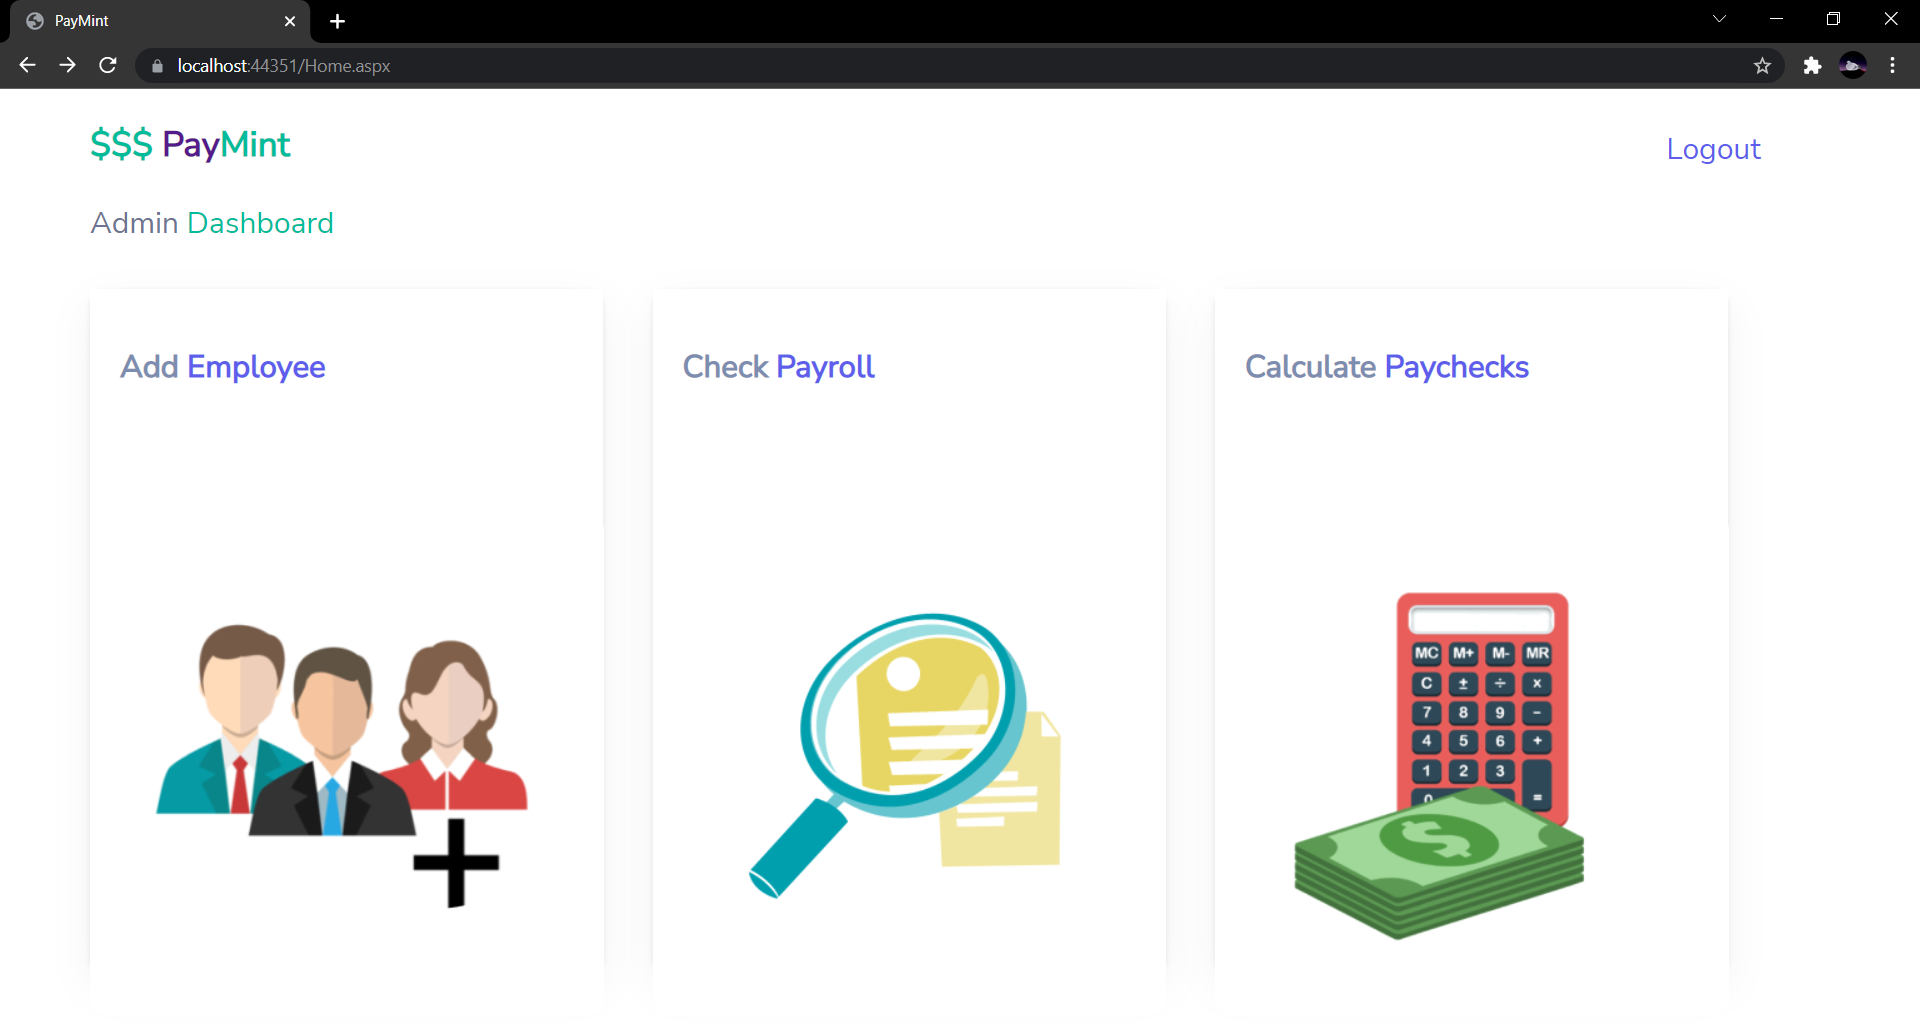 PayMint
localhost:44351/Home.aspx
$$$ PayMint
Logout
Admin Dashboard
Add Employee
Check Payroll
Calculate Paychecks
MC M+ M- MR
C ± ÷ x
7 8 9 -
4 5 6 +
1 2 3
0 =
$